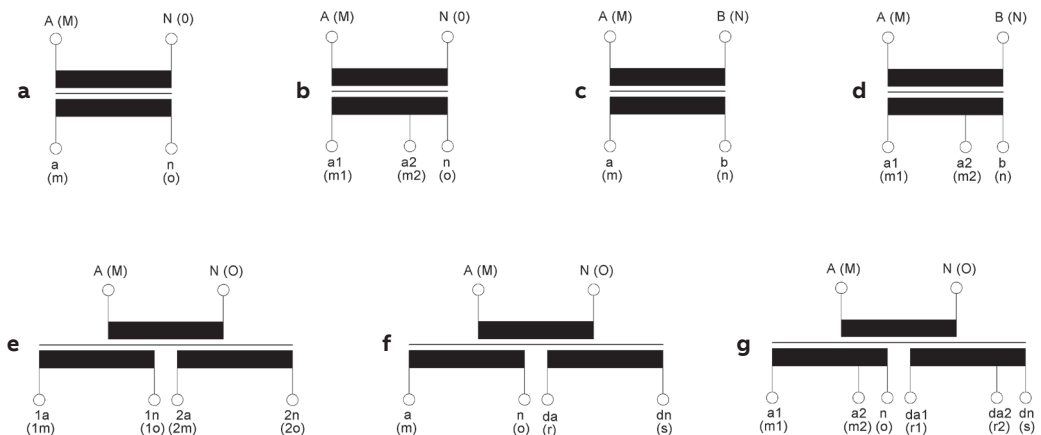 A (M) N (0) A (M) N (0) A (M) B (N) A (M) B (N)
a b c d
a n a1 a2 n a b a1 a2 b
(m) (o) (m1) (m2) (o) (m) (n) (m1) (m2) (n)
A (M) N (O) A (M) N (O) A (M) N (O)
e f g
1a 1n 2a 2n a n da dn a1 a2 n da1 da2 dn
(1m) (1o) (2m) (2o) (m) (o) (r) (s) (m1) (m2) (o) (r1) (r2) (s)